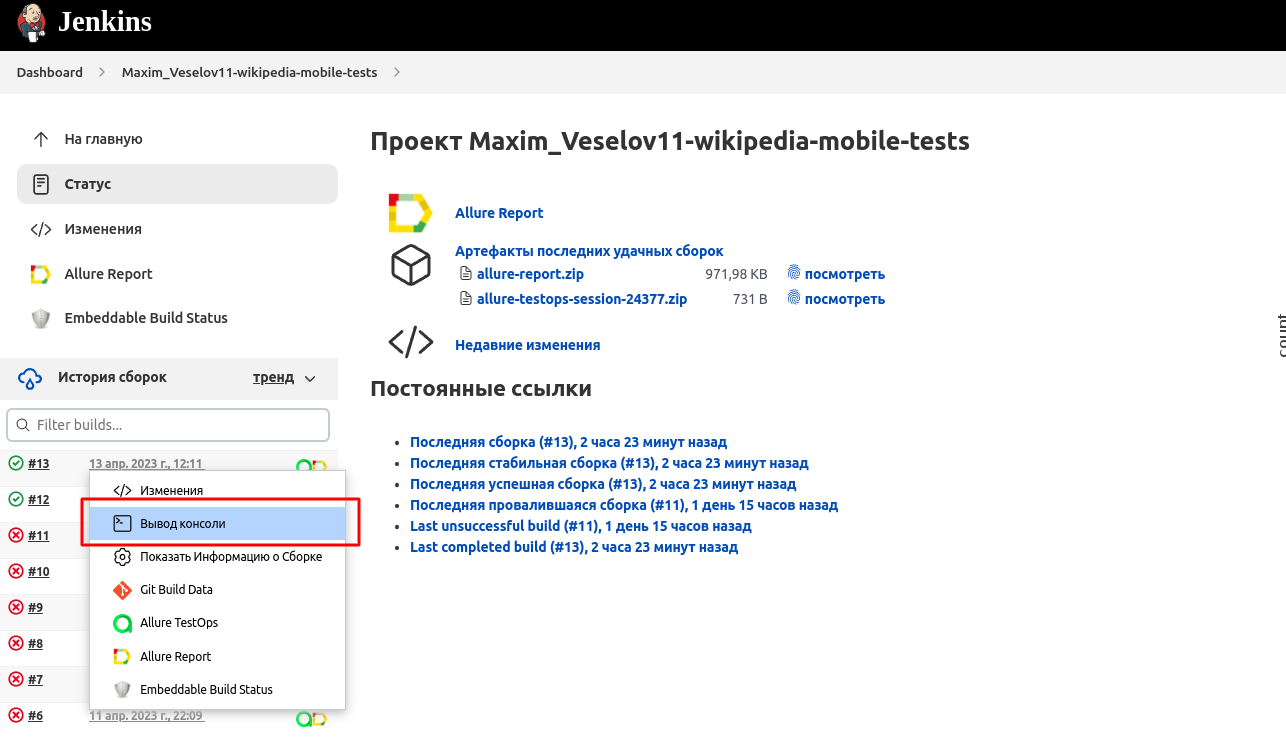 Jenkins
Dashboard
Maxim_Veselov11-wikipedia-mobile-tests
На главную
Статус
Изменения
Allure Report
Embeddable Build Status
История сборок
тренд
Filter builds...
#13
13 апр. 2023 г., 12:11
#12
#11
#10
#9
#8
#7
#6
11 апр. 2023 г., 22:09
Изменения
Вывод консоли
Показать Информацию о Сборке
Git Build Data
Allure TestOps
Allure Report
Embeddable Build Status
Проект Maxim_Veselov11-wikipedia-mobile-tests
Allure Report
Артефакты последних удачных сборок
allure-report.zip 971,98 KB посмотреть
allure-testops-session-24377.zip 731 B посмотреть
Недавние изменения
Постоянные ссылки
Последняя сборка (#13), 2 часа 23 минут назад
Последняя стабильная сборка (#13), 2 часа 23 минут назад
Последняя успешная сборка (#13), 2 часа 23 минут назад
Последняя провалившаяся сборка (#11), 1 день 15 часов назад
Last unsuccessful build (#11), 1 день 15 часов назад
Last completed build (#13), 2 часа 23 минут назад
count